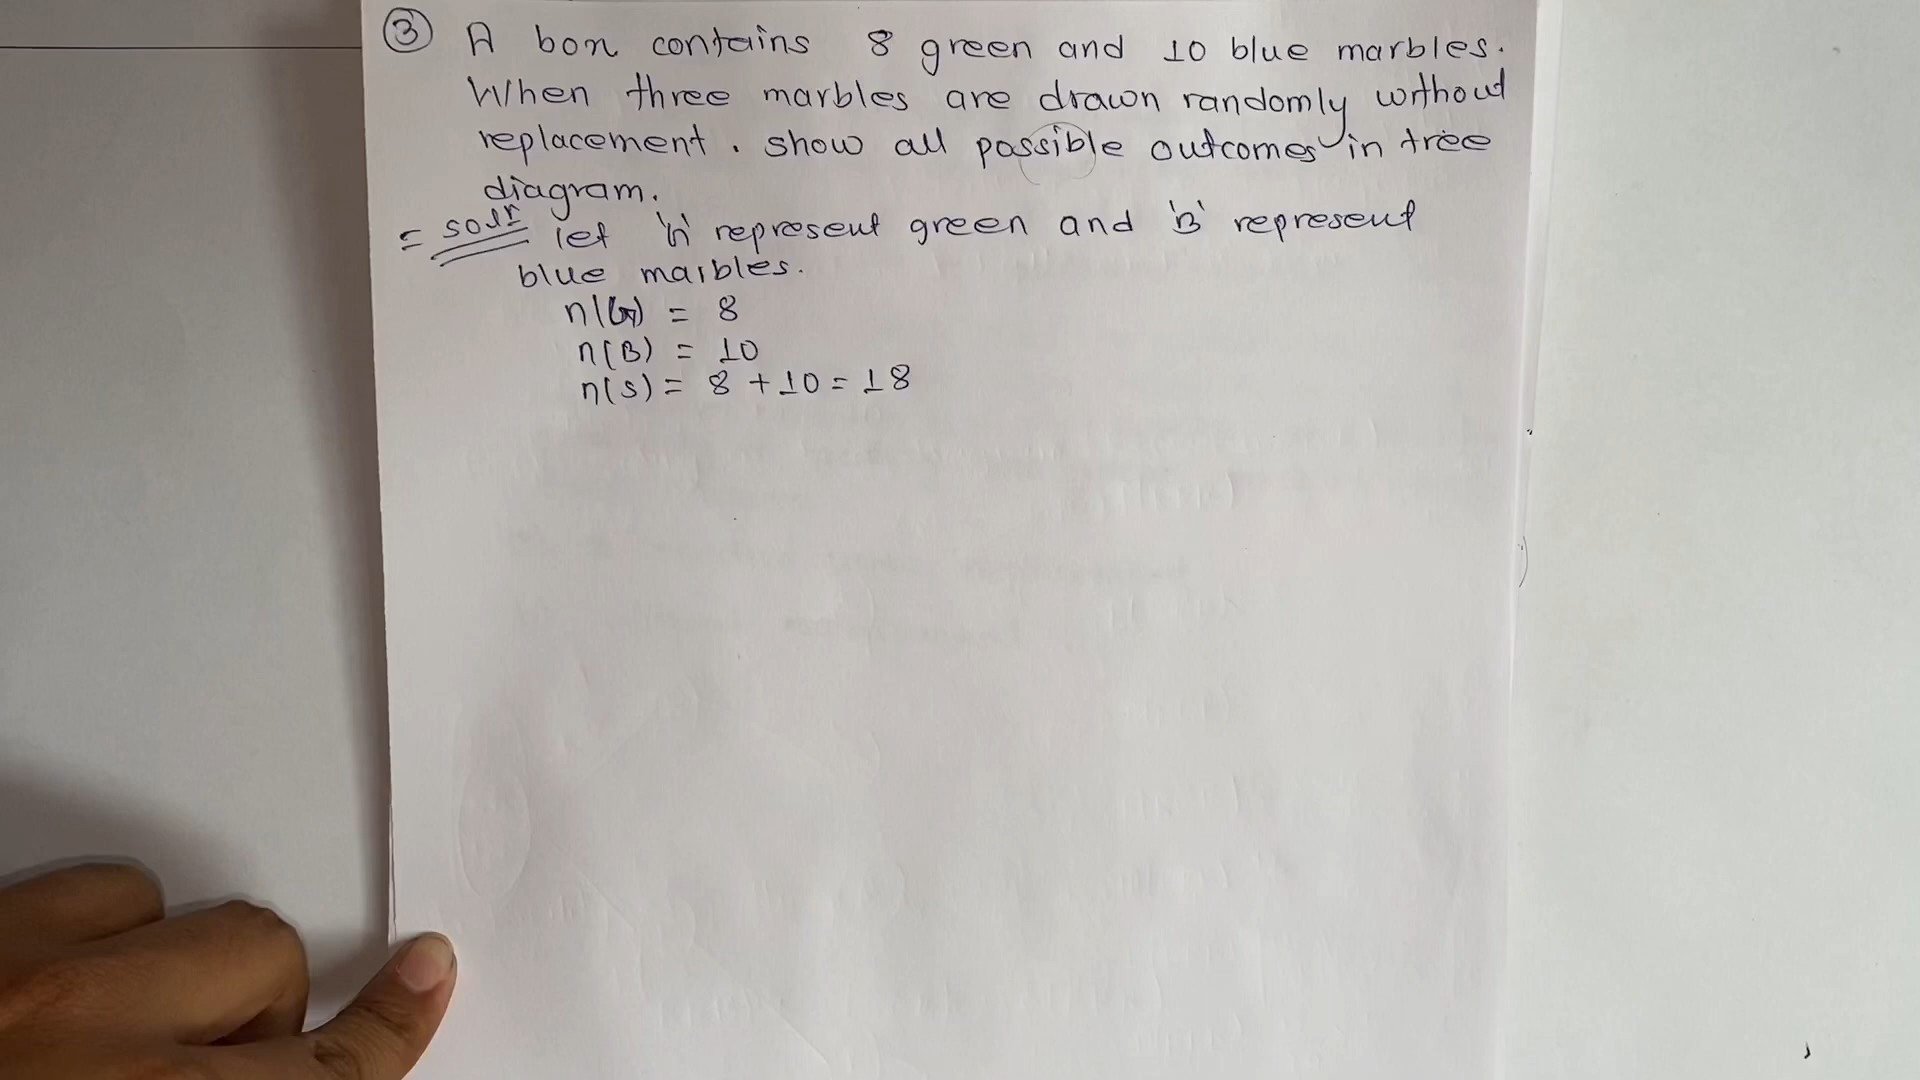 ③ A box contains 8 green and 10 blue marbles.
When three marbles are drawn randomly without
replacement. show all possible outcomes in tree
diagram.
= soln let 'G' represent green and 'B' represent
blue marbles.
n(G) = 8
n(B) = 10
n(S) = 8 + 10 = 18